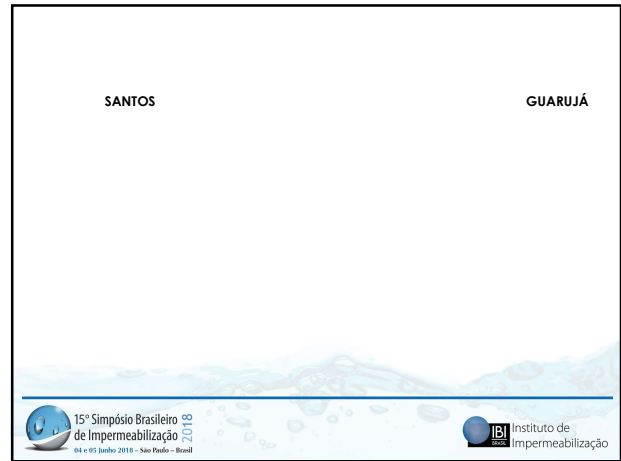 SANTOS
GUARUJÁ
15° Simpósio Brasileiro
de Impermeabilização
2018
04 e 05 Junho 2018 – São Paulo – Brasil
IBI
BRASIL
Instituto de
Impermeabilização